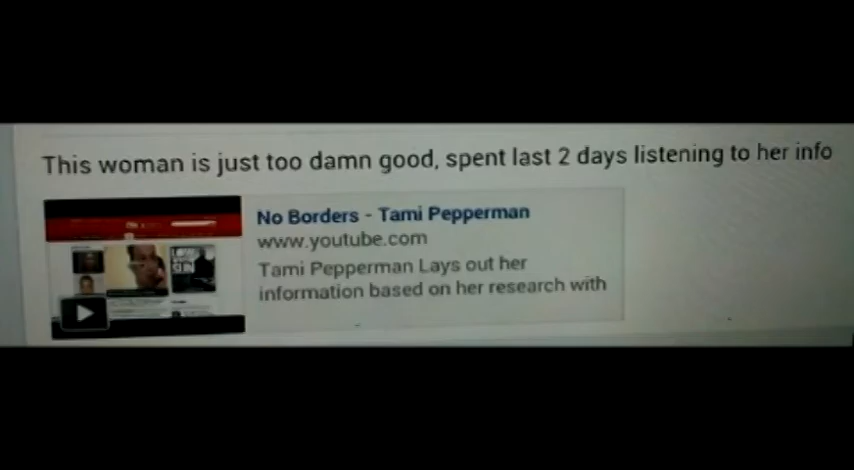 This woman is just too damn good, spent last 2 days listening to her info
No Borders - Tami Pepperman
www.youtube.com
Tami Pepperman Lays out her
information based on her research with